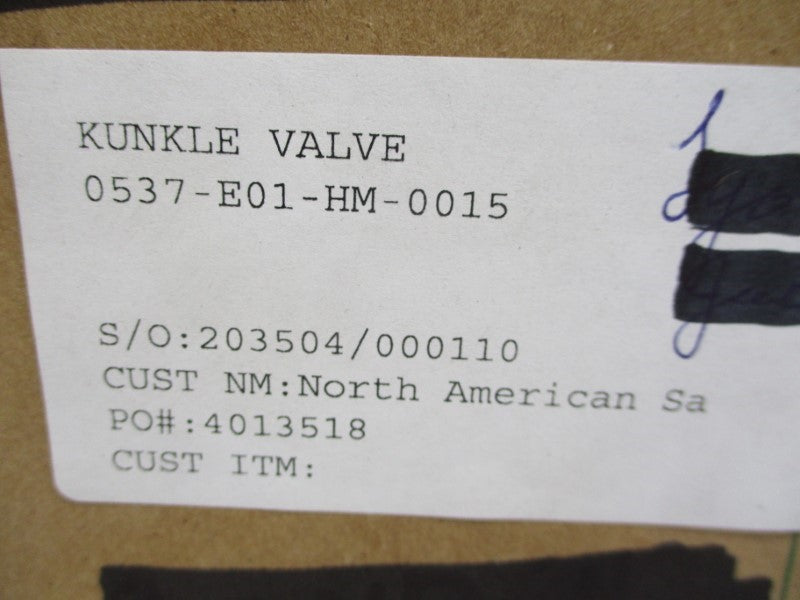 KUNKLE VALVE
0537-E01-HM-0015
S/O:203504/000110
CUST NM:North American Sa
PO#:4013518
CUST ITM: